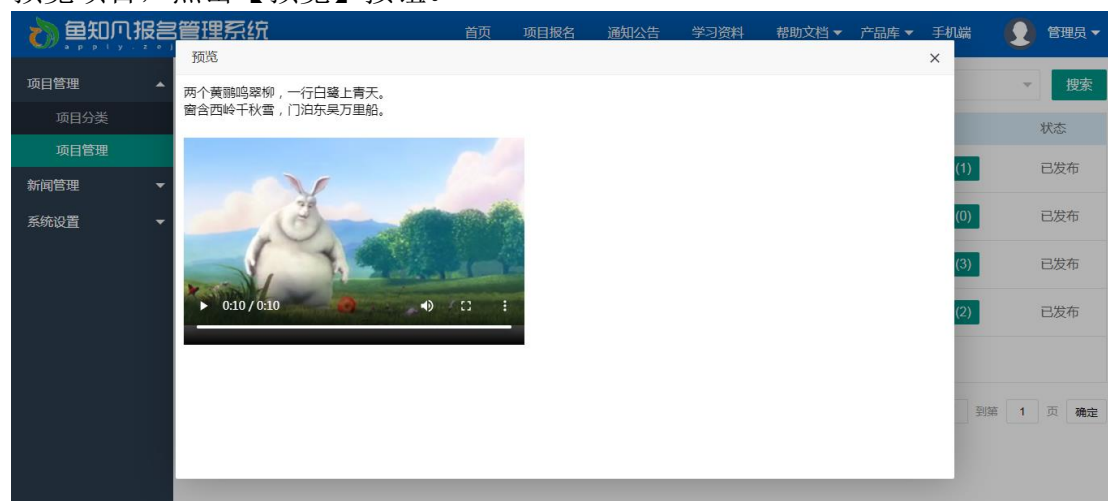 预览项目，点击【预览】按钮。
鱼知凡报名管理系统
首页 项目报名 通知公告 学习资料 帮助文档 产品库 手机端 管理员
预览
项目管理
搜索
两个黄鹂鸣翠柳，一行白鹭上青天。
窗含西岭千秋雪，门泊东吴万里船。
项目分类
状态
项目管理
(1) 已发布
新闻管理
(0) 已发布
系统设置
(3) 已发布
0:10 / 0:10
(2) 已发布
到第 1 页 确定